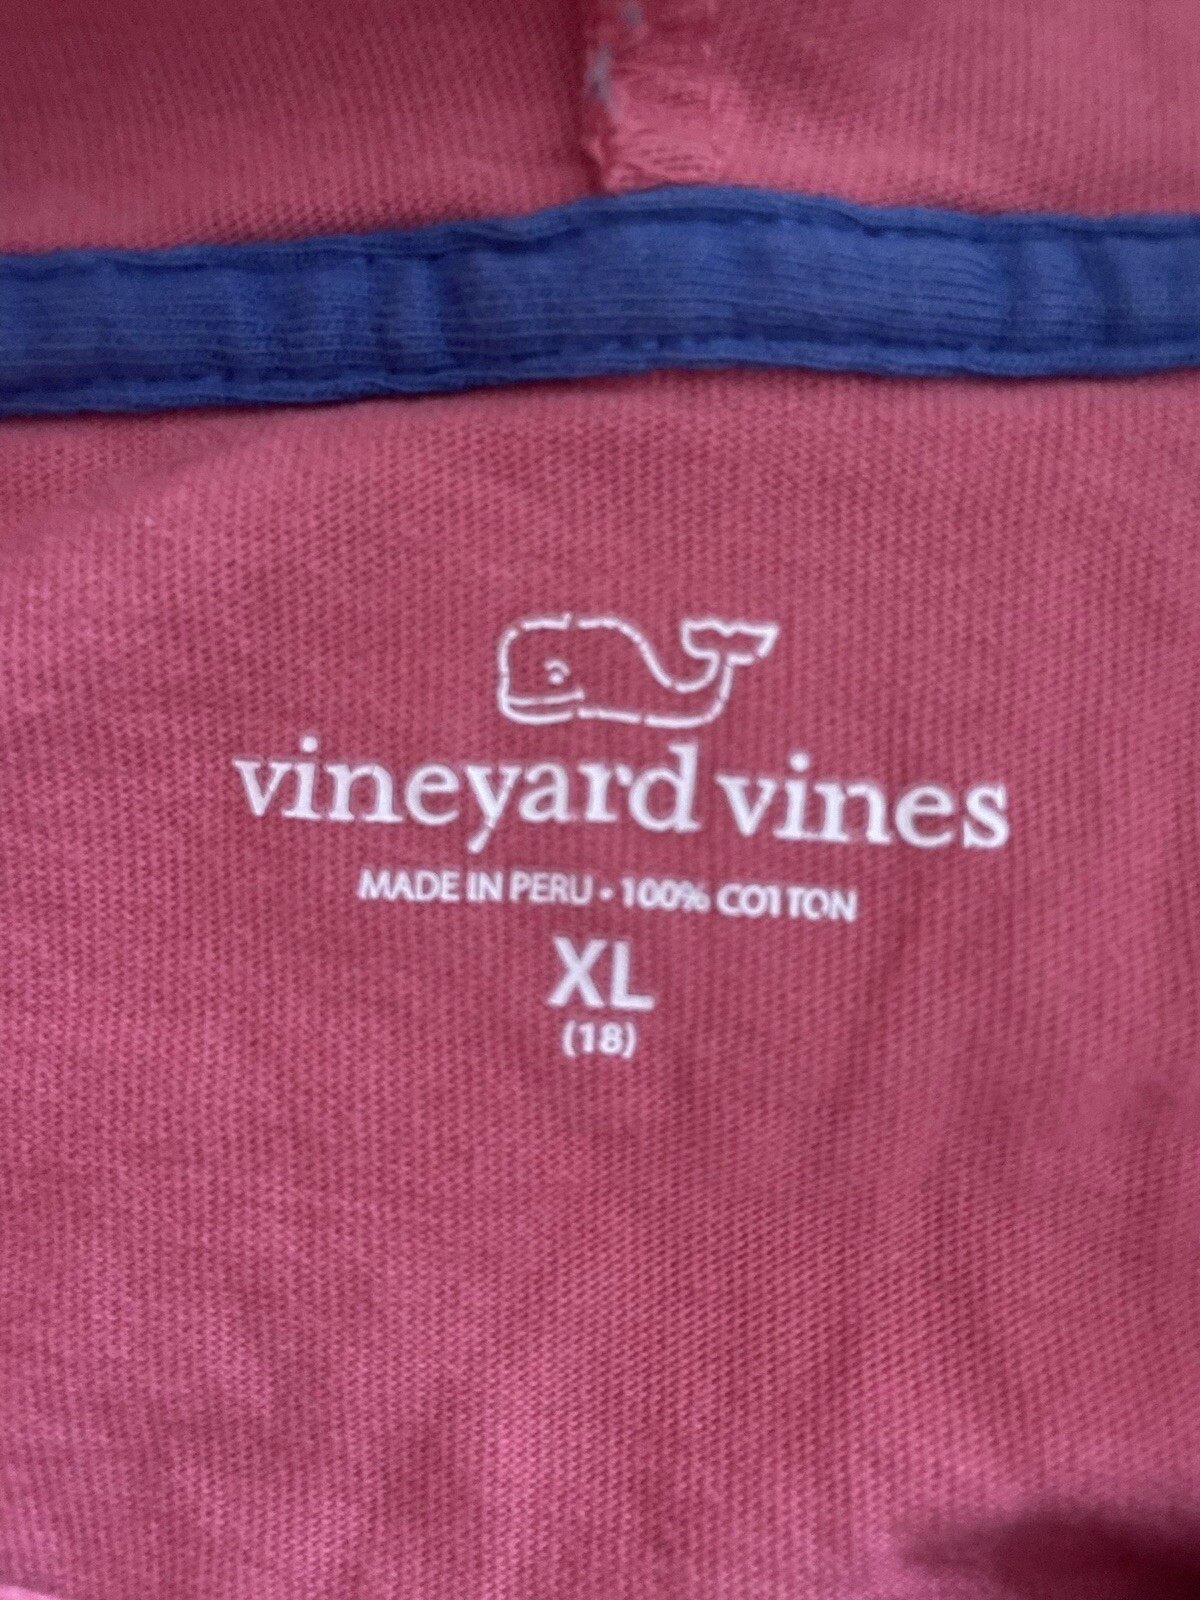 vineyard vines
MADE IN PERU • 100% COTTON
XL
(18)